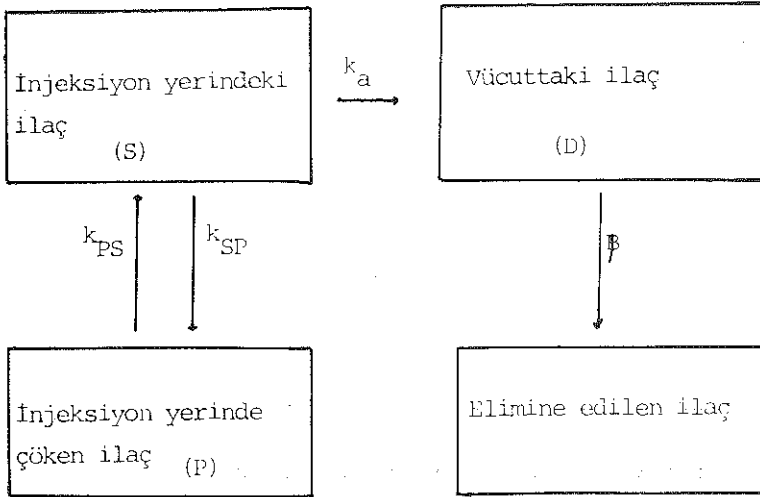 İnjeksiyon yerindeki
ilaç
(S)
k_a
Vücuttaki ilaç
(D)
k_PS
k_SP
β
İnjeksiyon yerinde
çöken ilaç (P)
Elimine edilen ilaç